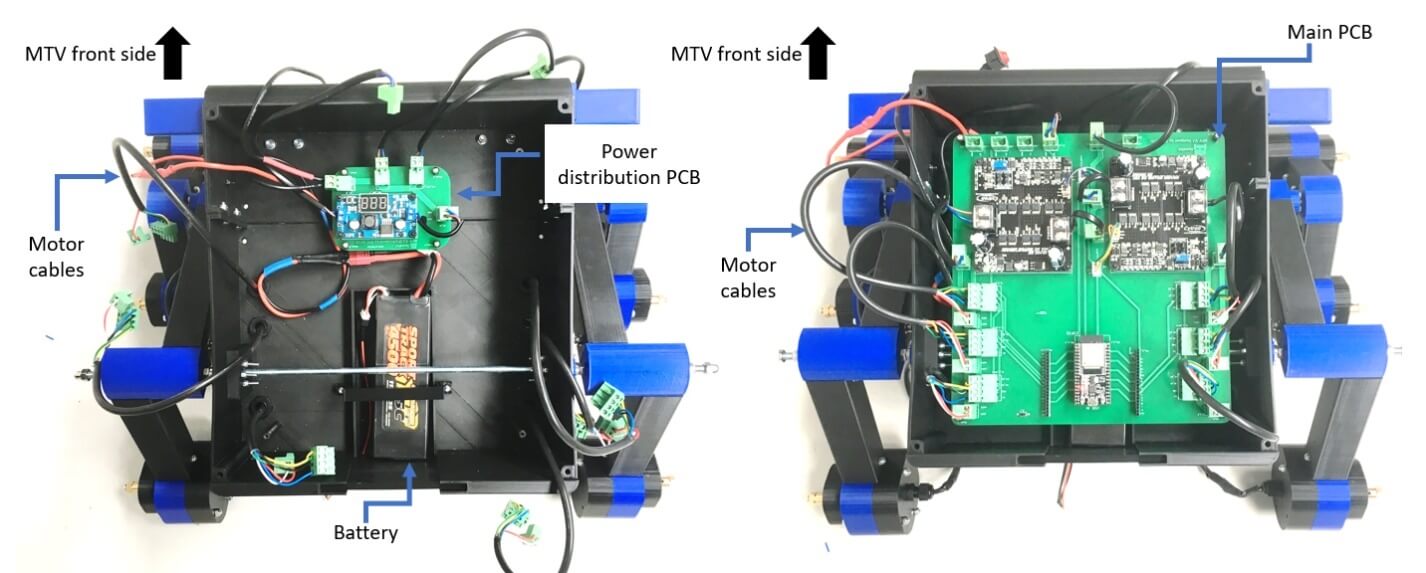 MTV front side
Power
distribution PCB
Motor
cables
Battery
MTV front side
Main PCB
Motor
cables